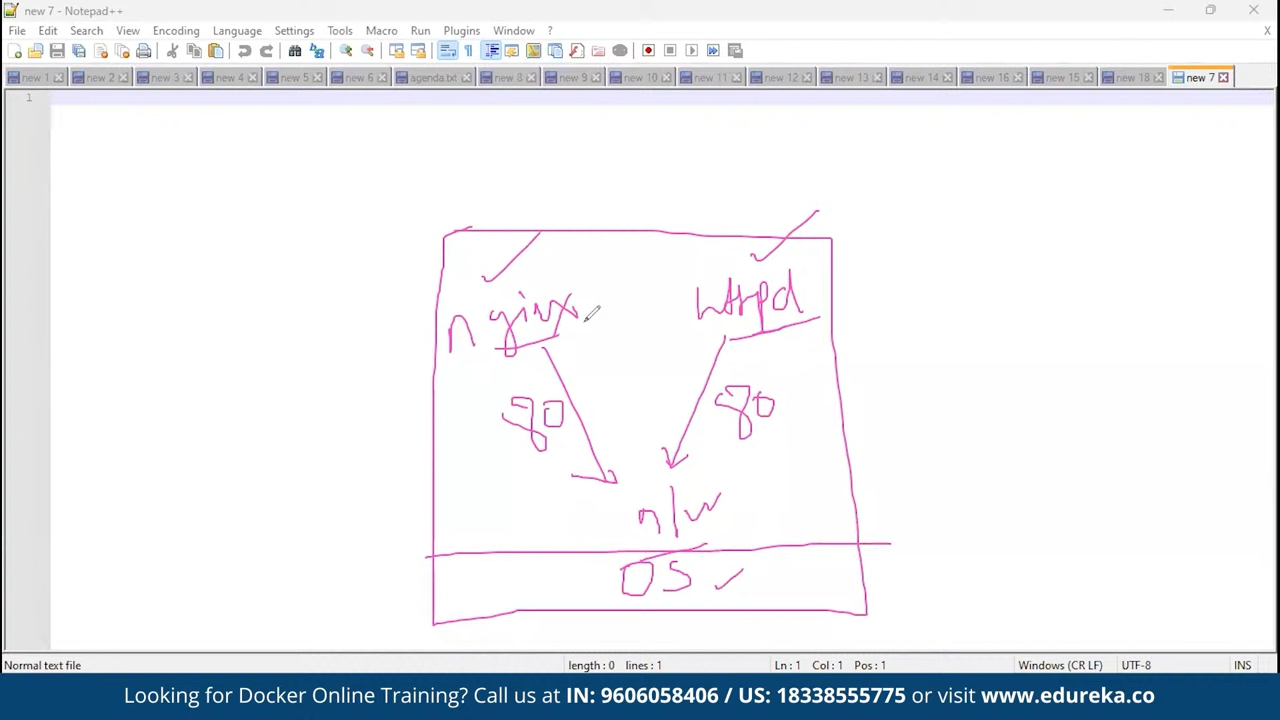 new 7 - Notepad++
File Edit Search View Encoding Language Settings Tools Macro Run Plugins Window ?
X
new 1 new 2 new 3 new 4 new 5 new 6 agenda.txt new 8 new 9 new 10 new 11 new 12 new 13 new 14 new 16 new 15 new 18 new 7
1
nginx httpd
80 80
n/w
OS
Normal text file length : 0 lines : 1 Ln : 1 Col : 1 Pos : 1 Windows (CR LF) UTF-8 INS
Looking for Docker Online Training? Call us at IN: 9606058406 / US: 18338555775 or visit www.edureka.co